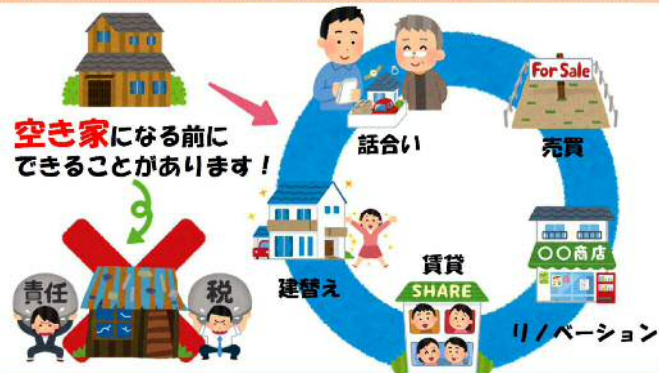 空き家になる前に
できることがあります！
話合い
For Sale
売買
建替え
賃貸
SHARE
〇〇商店
リノベーション
責任
税